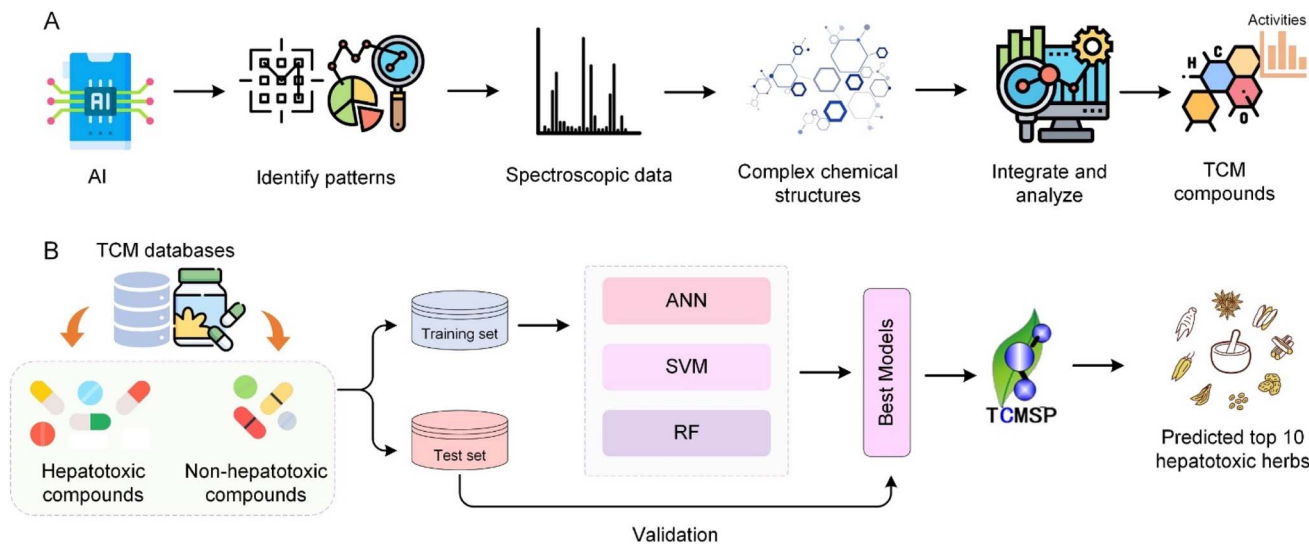 A
Activities
AI
H
C
O
AI
Identify patterns
Spectroscopic data
Complex chemical
structures
Integrate and
analyze
TCM
compounds
B
TCM databases
Training set
Test set
Hepatotoxic
compounds
Non-hepatotoxic
compounds
ANN
SVM
RF
Best Models
TCMSP
Predicted top 10
hepatotoxic herbs
Validation